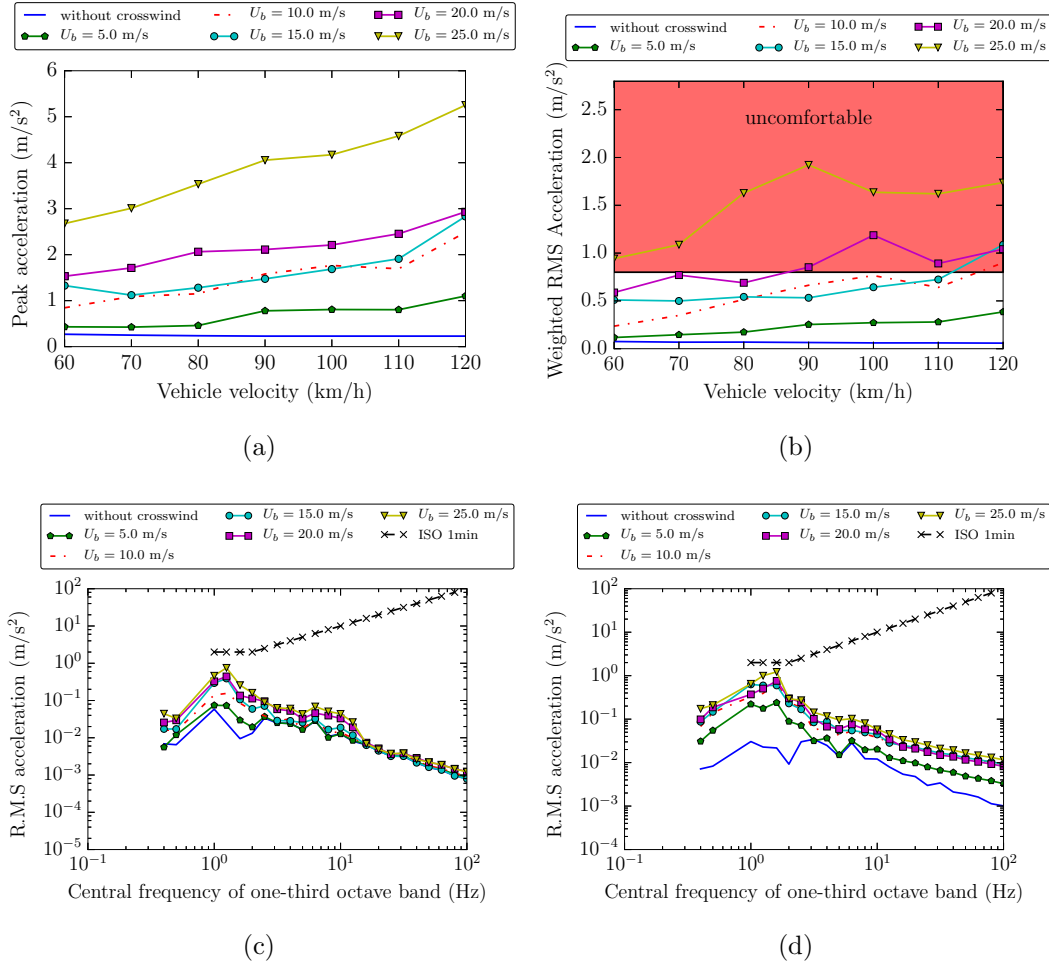 without crosswind
U_b = 5.0 m/s
U_b = 10.0 m/s
U_b = 15.0 m/s
U_b = 20.0 m/s
U_b = 25.0 m/s
6
5
4
3
2
1
0
Peak acceleration (m/s²)
60 70 80 90 100 110 120
Vehicle velocity (km/h)
(a)
without crosswind
U_b = 5.0 m/s
U_b = 10.0 m/s
U_b = 15.0 m/s
U_b = 20.0 m/s
U_b = 25.0 m/s
uncomfortable
2.5
2.0
1.5
1.0
0.5
0.0
Weighted RMS Acceleration (m/s²)
60 70 80 90 100 110 120
Vehicle velocity (km/h)
(b)
without crosswind
U_b = 5.0 m/s
U_b = 10.0 m/s
U_b = 15.0 m/s
U_b = 20.0 m/s
U_b = 25.0 m/s
ISO 1min
10²
10¹
10⁰
10⁻¹
10⁻²
10⁻³
10⁻⁴
10⁻⁵
R.M.S acceleration (m/s²)
10⁻¹ 10⁰ 10¹ 10²
Central frequency of one-third octave band (Hz)
(c)
without crosswind
U_b = 5.0 m/s
U_b = 10.0 m/s
U_b = 15.0 m/s
U_b = 20.0 m/s
U_b = 25.0 m/s
ISO 1min
10²
10¹
10⁰
10⁻¹
10⁻²
10⁻³
10⁻⁴
R.M.S acceleration (m/s²)
10⁻¹ 10⁰ 10¹ 10²
Central frequency of one-third octave band (Hz)
(d)